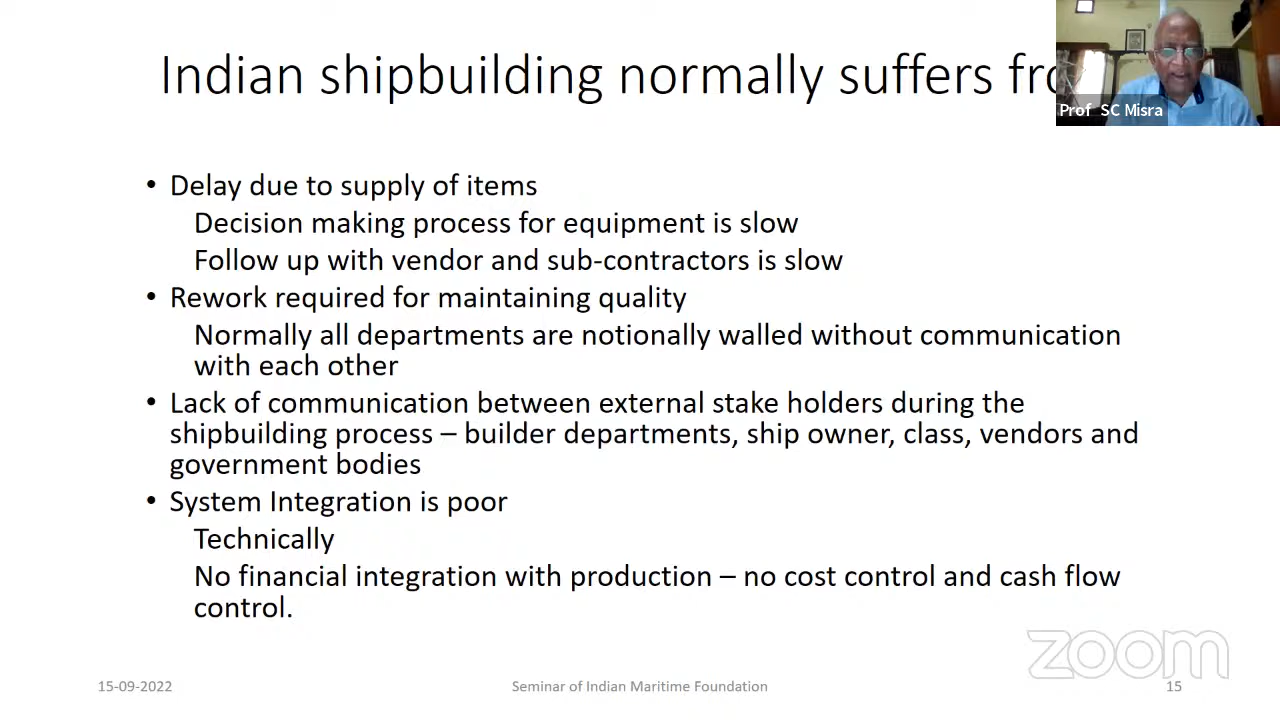 Indian shipbuilding normally suffers
Prof SC Misra
• Delay due to supply of items
Decision making process for equipment is slow
Follow up with vendor and sub-contractors is slow
• Rework required for maintaining quality
Normally all departments are notionally walled without communication
with each other
• Lack of communication between external stake holders during the
shipbuilding process – builder departments, ship owner, class, vendors and
government bodies
• System Integration is poor
Technically
No financial integration with production – no cost control and cash flow
control.
zoom
15-09-2022
Seminar of Indian Maritime Foundation
15